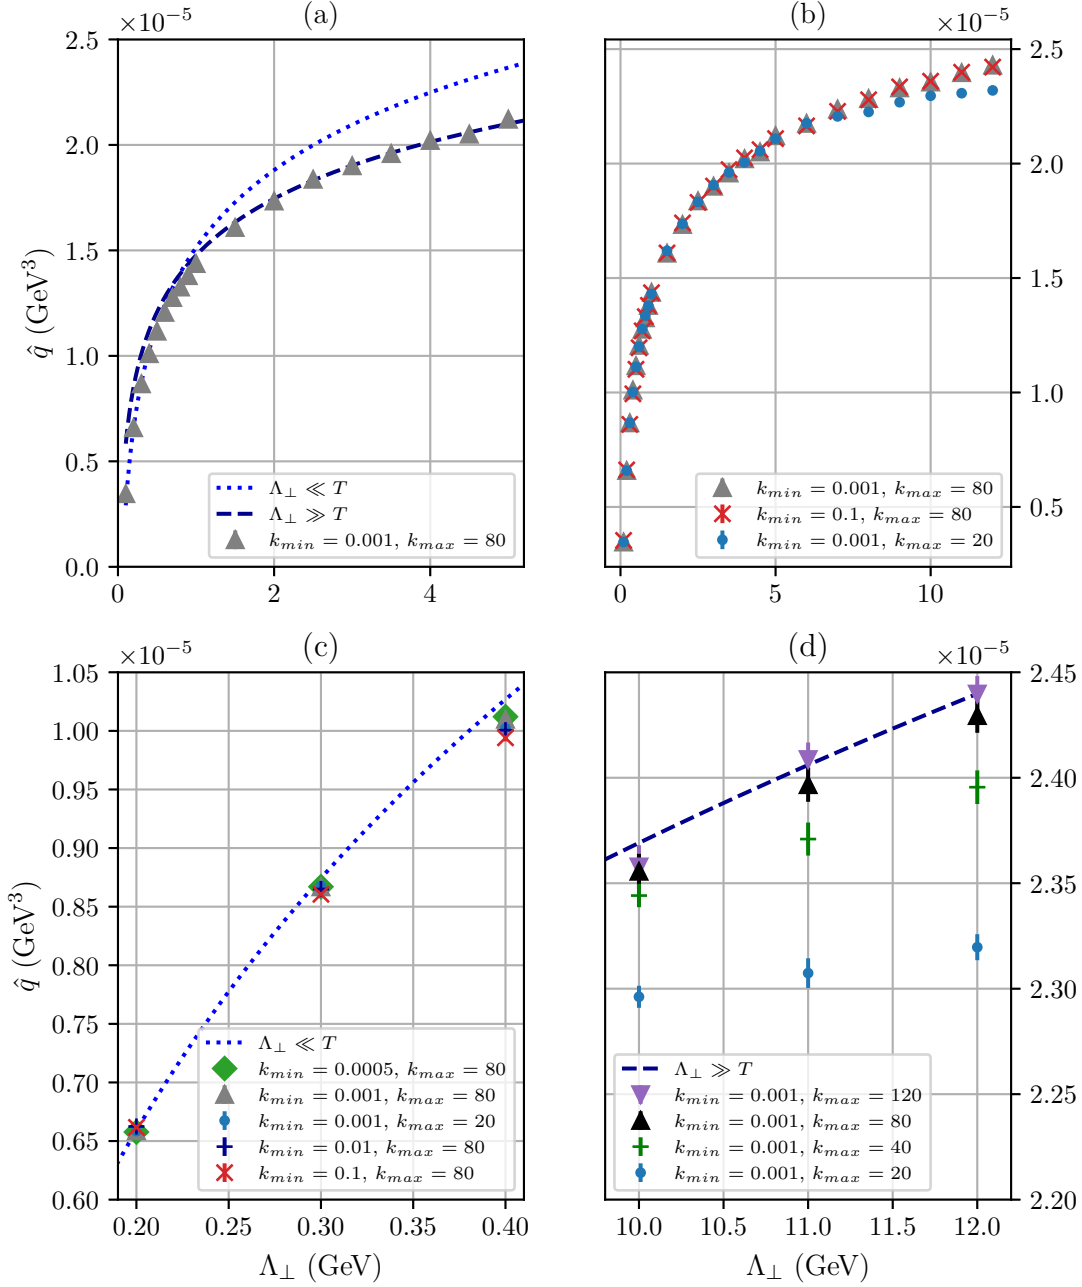 (a)
×10⁻⁵
2.5
2.0
1.5
1.0
0.5
0.0
0
2
4
q̂ (GeV³)
Λ⊥ ≪ T
Λ⊥ ≫ T
k_min = 0.001, k_max = 80
(b)
×10⁻⁵
2.5
2.0
1.5
1.0
0.5
0
5
10
k_min = 0.001, k_max = 80
k_min = 0.1, k_max = 80
k_min = 0.001, k_max = 20
(c)
×10⁻⁵
1.05
1.00
0.95
0.90
0.85
0.80
0.75
0.70
0.65
0.60
0.20
0.25
0.30
0.35
0.40
q̂ (GeV³)
Λ⊥ (GeV)
Λ⊥ ≪ T
k_min = 0.0005, k_max = 80
k_min = 0.001, k_max = 80
k_min = 0.001, k_max = 20
k_min = 0.01, k_max = 80
k_min = 0.1, k_max = 80
(d)
×10⁻⁵
2.45
2.40
2.35
2.30
2.25
2.20
10.0
10.5
11.0
11.5
12.0
Λ⊥ (GeV)
Λ⊥ ≫ T
k_min = 0.001, k_max = 120
k_min = 0.001, k_max = 80
k_min = 0.001, k_max = 40
k_min = 0.001, k_max = 20